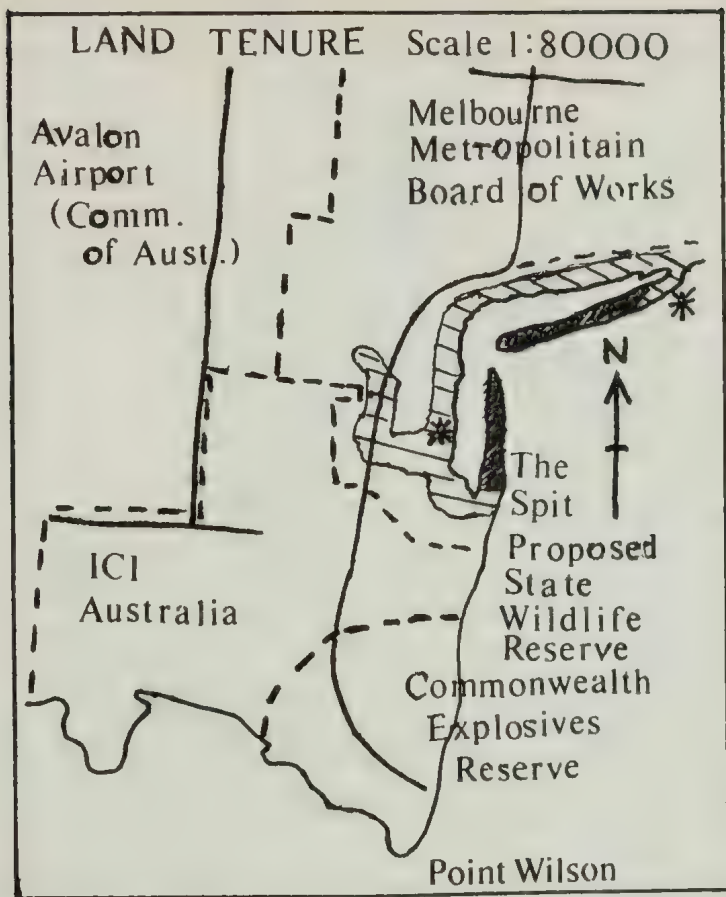 LAND TENURE Scale 1:80000
Avalon
Airport
(Comm.
of Aust.)
Melbourne
Metropolitain
Board of Works
N
The
Spit
Proposed
State
Wildlife
Reserve
ICI
Australia
Commonwealth
Explosives
Reserve
Point Wilson